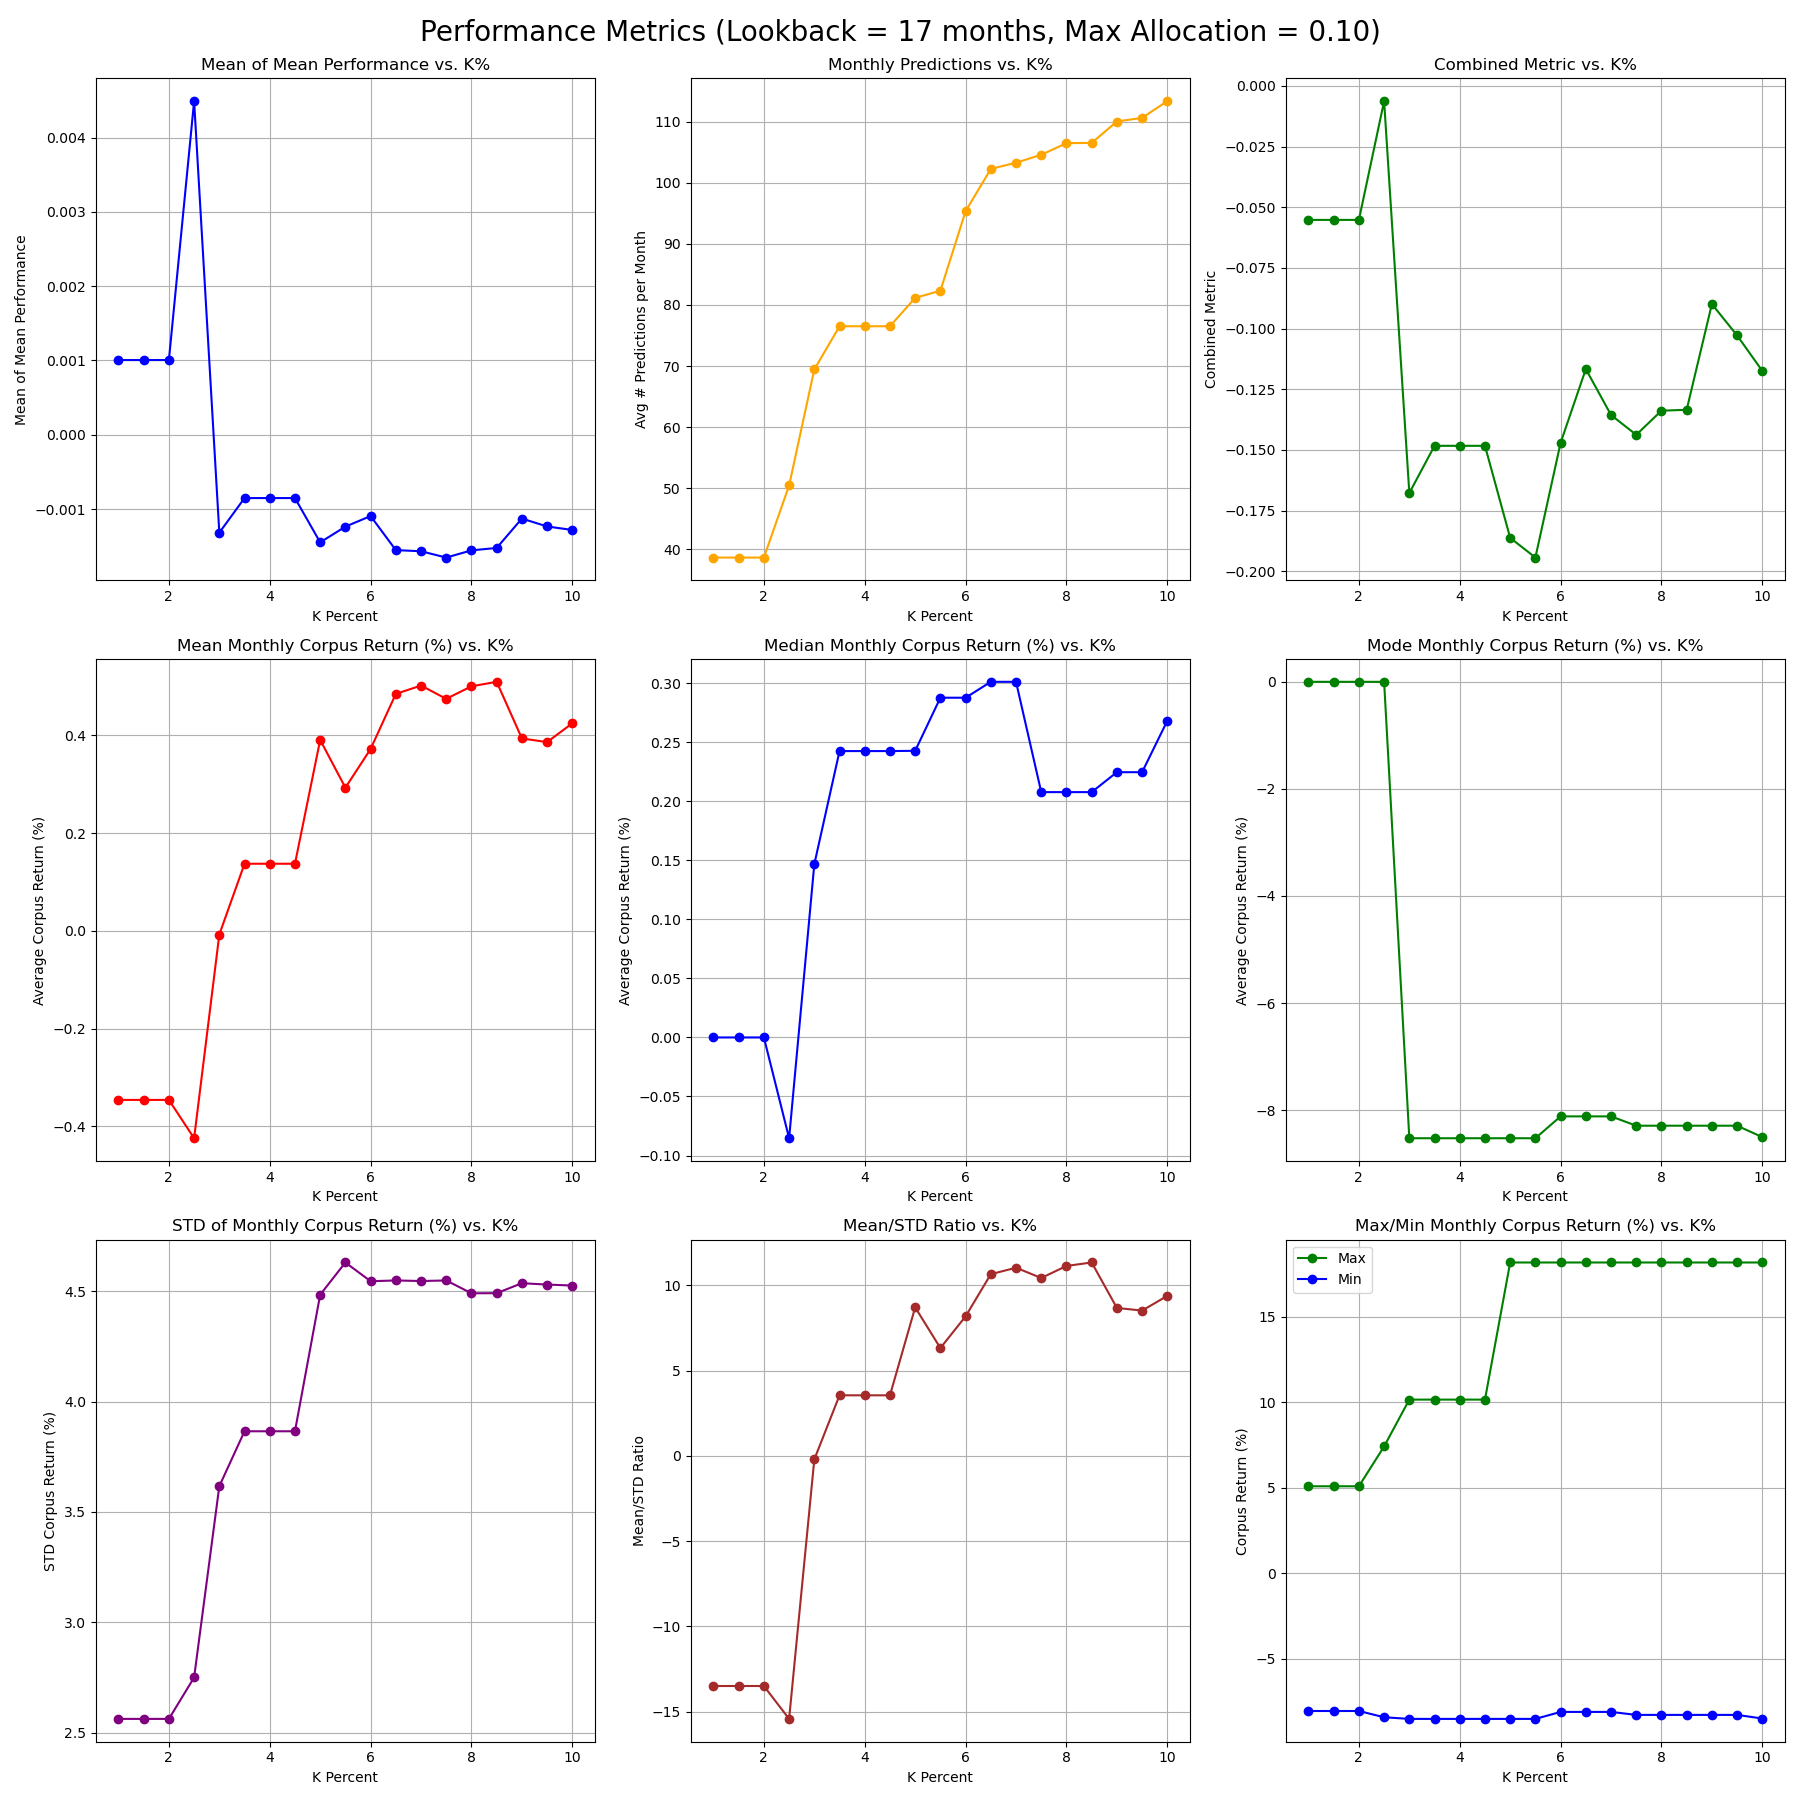 Performance Metrics (Lookback = 17 months, Max Allocation = 0.10)
Mean of Mean Performance vs. K%
Mean of Mean Performance
0.004
0.003
0.002
0.001
0.000
−0.001
2 4 6 8 10
K Percent
Monthly Predictions vs. K%
Avg # Predictions per Month
110
100
90
80
70
60
50
40
2 4 6 8 10
K Percent
Combined Metric vs. K%
Combined Metric
0.000
−0.025
−0.050
−0.075
−0.100
−0.125
−0.150
−0.175
−0.200
2 4 6 8 10
K Percent
Mean Monthly Corpus Return (%) vs. K%
Average Corpus Return (%)
0.4
0.2
0.0
−0.2
−0.4
2 4 6 8 10
K Percent
Median Monthly Corpus Return (%) vs. K%
Average Corpus Return (%)
0.30
0.25
0.20
0.15
0.10
0.05
0.00
−0.05
−0.10
2 4 6 8 10
K Percent
Mode Monthly Corpus Return (%) vs. K%
Average Corpus Return (%)
0
−2
−4
−6
−8
2 4 6 8 10
K Percent
STD of Monthly Corpus Return (%) vs. K%
STD Corpus Return (%)
4.5
4.0
3.5
3.0
2.5
2 4 6 8 10
K Percent
Mean/STD Ratio vs. K%
Mean/STD Ratio
10
5
0
−5
−10
−15
2 4 6 8 10
K Percent
Max/Min Monthly Corpus Return (%) vs. K%
Max
Min
Corpus Return (%)
15
10
5
0
−5
2 4 6 8 10
K Percent